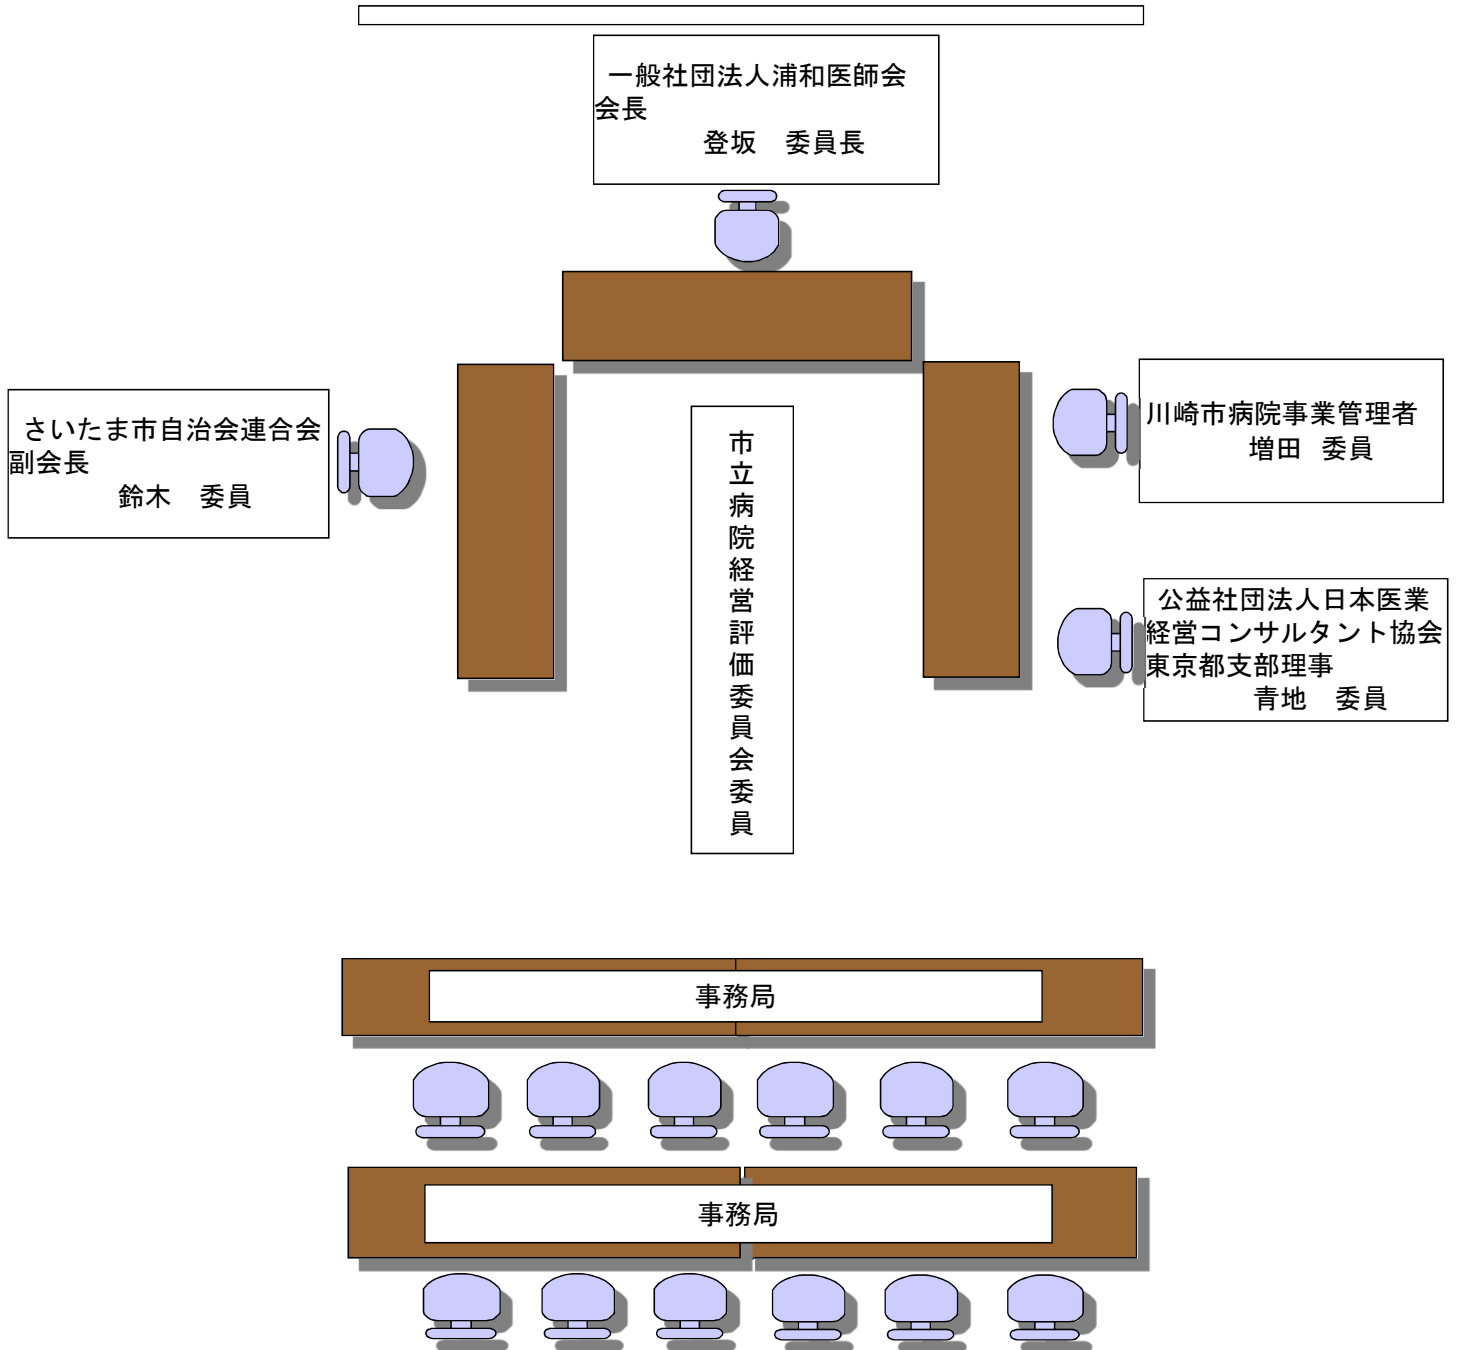 一般社団法人浦和医師会
会長
登坂　委員長
さいたま市自治会連合会
副会長
鈴木　委員
市立病院経営評価委員会委員
川崎市病院事業管理者
増田 委員
公益社団法人日本医業
経営コンサルタント協会
東京都支部理事
青地　委員
事務局
事務局